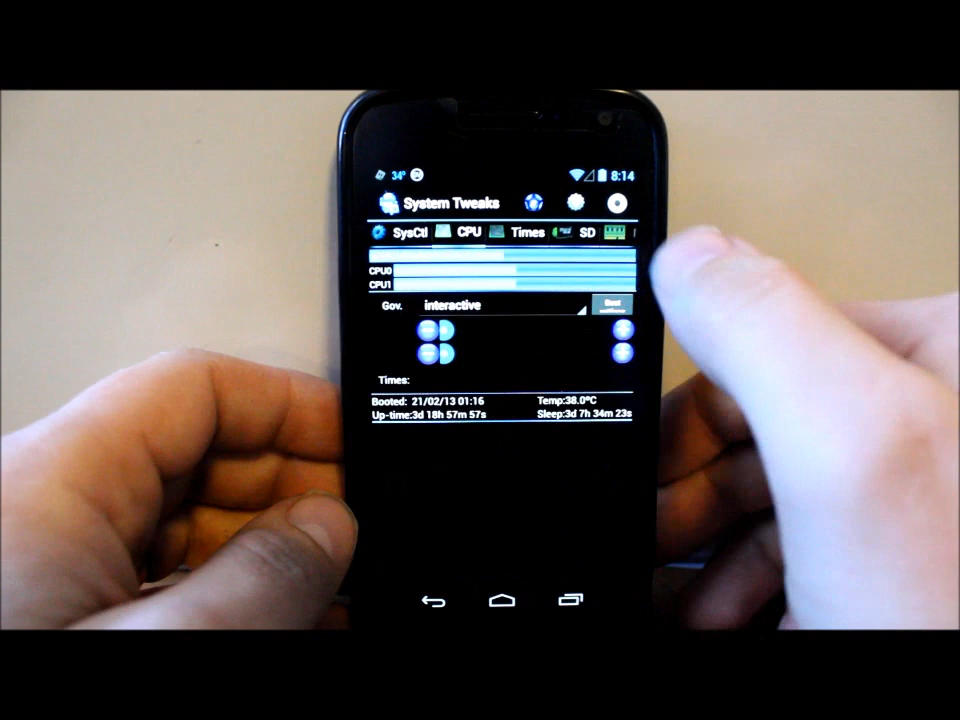 34° 8:14
System Tweaks
SysCtl CPU Times SD
CPU0
CPU1
Gov. interactive
Times:
Booted: 21/02/13 01:16 Temp:38.0°C
Up-time:3d 18h 57m 57s Sleep:3d 7h 34m 23s